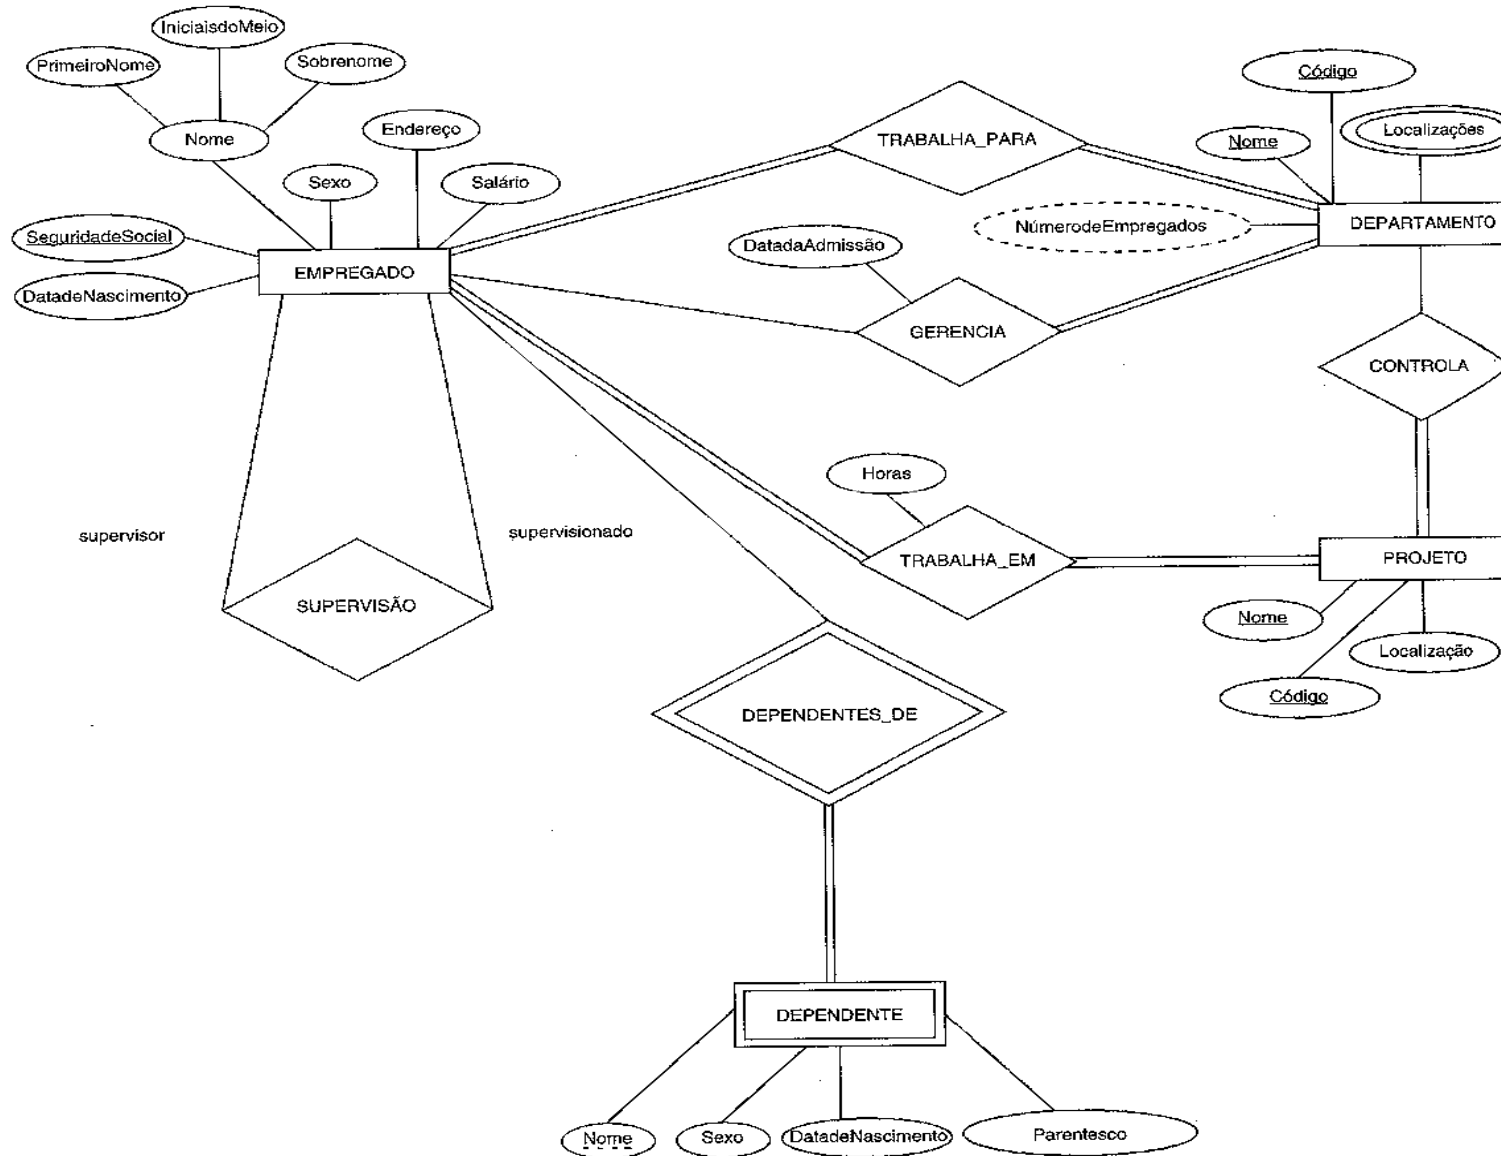 IniciaisdoMeio
PrimeiroNome
Sobrenome
Nome
Endereço
Sexo
Salário
SeguridadeSocial
DatadeNascimento
EMPREGADO
TRABALHA_PARA
Código
Nome
Localizações
NúmerodeEmpregados
DEPARTAMENTO
DatadaAdmissão
GERENCIA
CONTROLA
supervisor
supervisionado
SUPERVISÃO
Horas
TRABALHA_EM
PROJETO
Nome
Localização
Código
DEPENDENTES_DE
DEPENDENTE
Nome
Sexo
DatadeNascimento
Parentesco